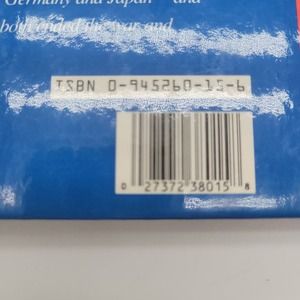 Germany and Japan — and
both ended the war and
ISBN 0-945260-15-6
0 27372 38015 8